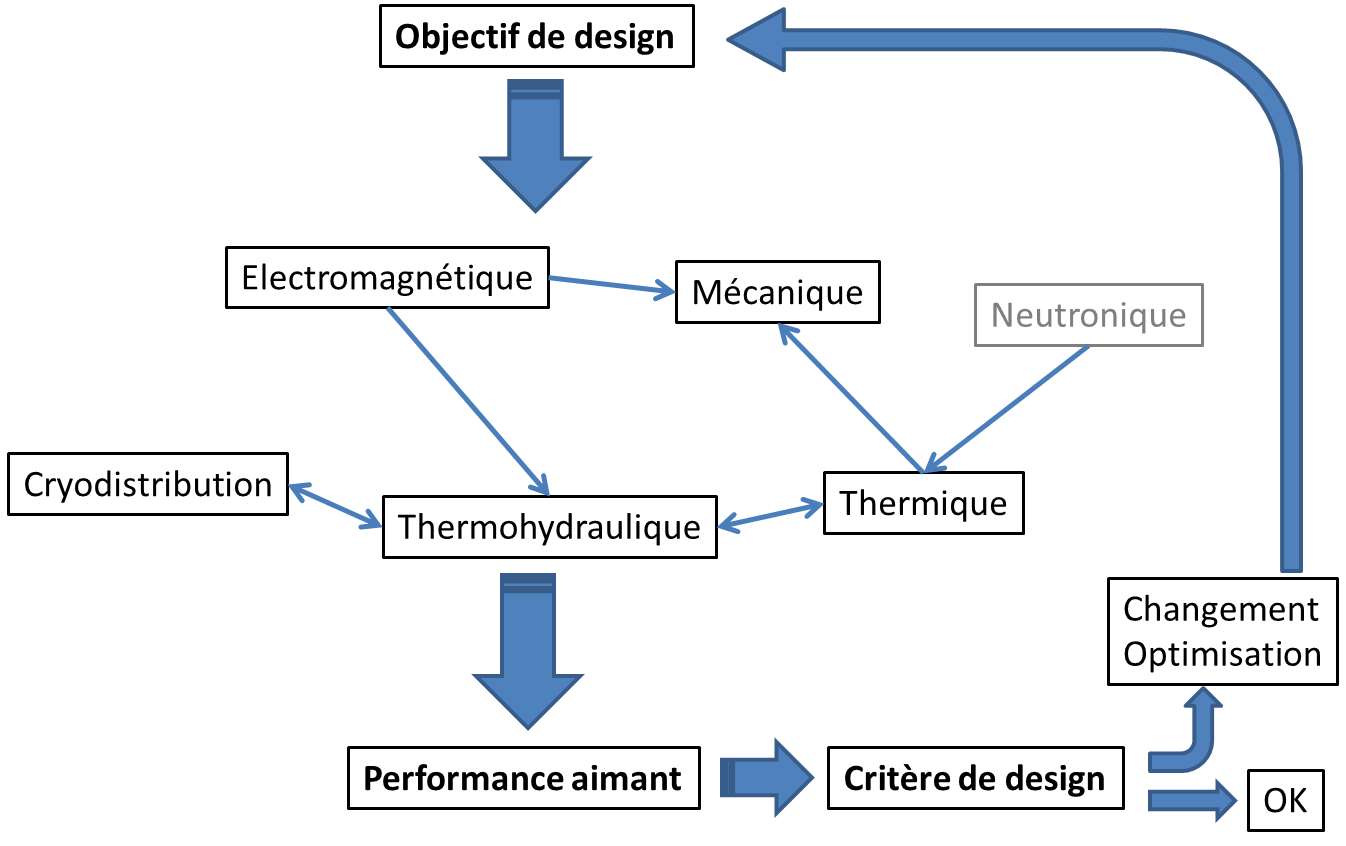 Objectif de design
Electromagnétique
Mécanique
Neutronique
Cryodistribution
Thermohydraulique
Thermique
Changement
Optimisation
Performance aimant
Critère de design
OK